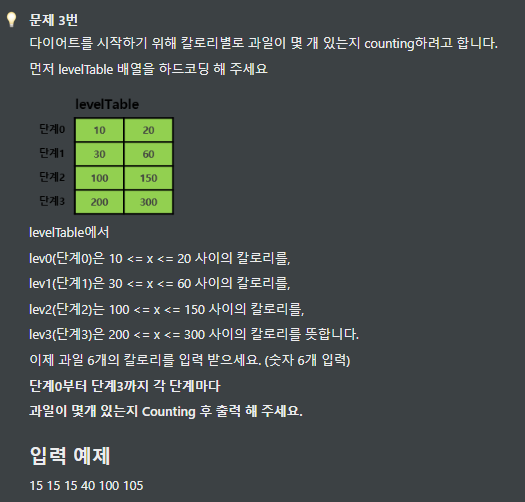 문제 3번
다이어트를 시작하기 위해 칼로리별로 과일이 몇 개 있는지 counting하려고 합니다.
먼저 levelTable 배열을 하드코딩 해 주세요
levelTable
단계0 10 20
단계1 30 60
단계2 100 150
단계3 200 300
levelTable에서
lev0(단계0)은 10 <= x <= 20 사이의 칼로리를,
lev1(단계1)은 30 <= x <= 60 사이의 칼로리를,
lev2(단계2)는 100 <= x <= 150 사이의 칼로리를,
lev3(단계3)은 200 <= x <= 300 사이의 칼로리를 뜻합니다.
이제 과일 6개의 칼로리를 입력 받으세요. (숫자 6개 입력)
단계0부터 단계3까지 각 단계마다
과일이 몇개 있는지 Counting 후 출력 해 주세요.
입력 예제
15 15 15 40 100 105